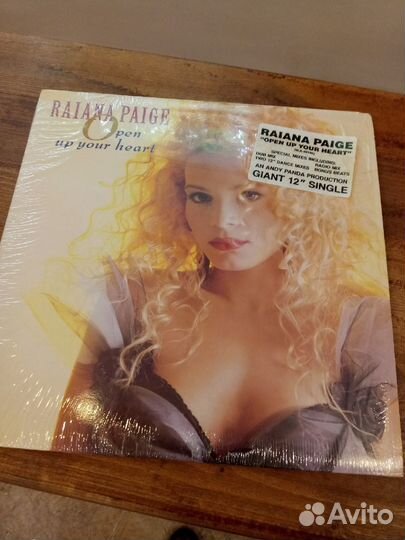 RAIANA PAIGE
Open
up your heart
RAIANA PAIGE
"OPEN UP YOUR HEART"
SPECIAL MIXES INCLUDING:
DUB MIX RADIO MIX
TWO 12" DANCE MIXES BONUS BEATS
AN ANDY PANDA PRODUCTION
GIANT 12" SINGLE
Avito